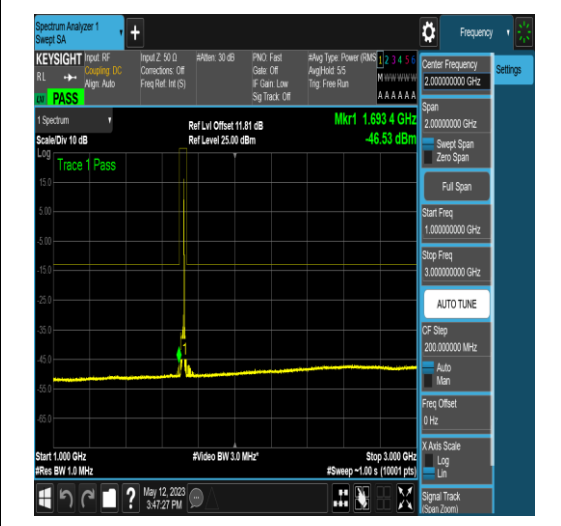 Spectrum Analyzer 1
Swept SA
Frequency
KEYSIGHT
RL
PASS
Input: RF
Coupling: DC
Align: Auto
Input Z: 50 Ω
Corrections: Off
Freq Ref: Int (S)
#Atten: 30 dB
PNO: Fast
Gate: Off
IF Gain: Low
Sig Track: Off
#Avg Type: Power (RMS
Avg|Hold: 5/5
Trig: Free Run
1 2 3 4 5 6
M W W W W W
A A A A A A
Center Frequency
2.000000000 GHz
Settings
Span
2.00000000 GHz
Swept Span
Zero Span
Full Span
Start Freq
1.000000000 GHz
Stop Freq
3.000000000 GHz
AUTO TUNE
CF Step
200.000000 MHz
Auto
Man
Freq Offset
0 Hz
X Axis Scale
Log
Lin
Signal Track
(Span Zoom)
1 Spectrum
Scale/Div 10 dB
Ref Lvl Offset 11.81 dB
Ref Level 25.00 dBm
Mkr1 1.693 4 GHz
-46.53 dBm
Log
Trace 1 Pass
15.0
5.00
-5.00
-15.0
-25.0
-35.0
-45.0
-55.0
-65.0
1
Start 1.000 GHz
#Res BW 1.0 MHz
#Video BW 3.0 MHz*
Stop 3.000 GHz
#Sweep ~1.00 s (10001 pts)
May 12, 2023
3:47:27 PM